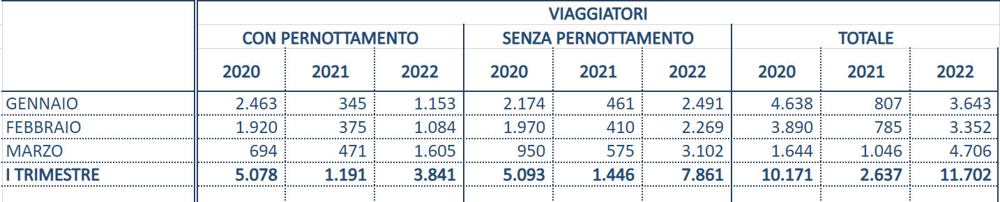 VIAGGIATORI
CON PERNOTTAMENTO SENZA PERNOTTAMENTO TOTALE
2020 2021 2022 2020 2021 2022 2020 2021 2022
GENNAIO 2.463 345 1.153 2.174 461 2.491 4.638 807 3.643
FEBBRAIO 1.920 375 1.084 1.970 410 2.269 3.890 785 3.352
MARZO 694 471 1.605 950 575 3.102 1.644 1.046 4.706
I TRIMESTRE 5.078 1.191 3.841 5.093 1.446 7.861 10.171 2.637 11.702